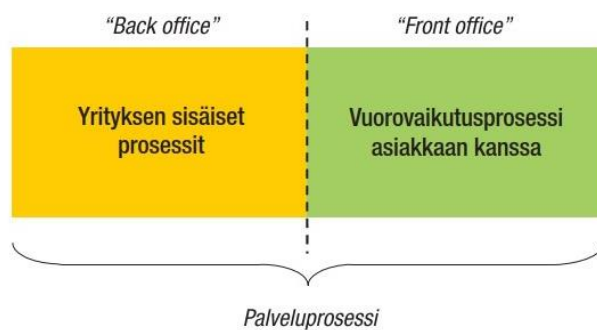 "Back office"
"Front office"
Yrityksen sisäiset
prosessit
Vuorovaikutusprosessi
asiakkaan kanssa
Palveluprosessi